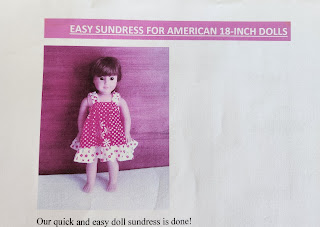 EASY SUNDRESS FOR AMERICAN 18-INCH DOLLS
Our quick and easy doll sundress is done!